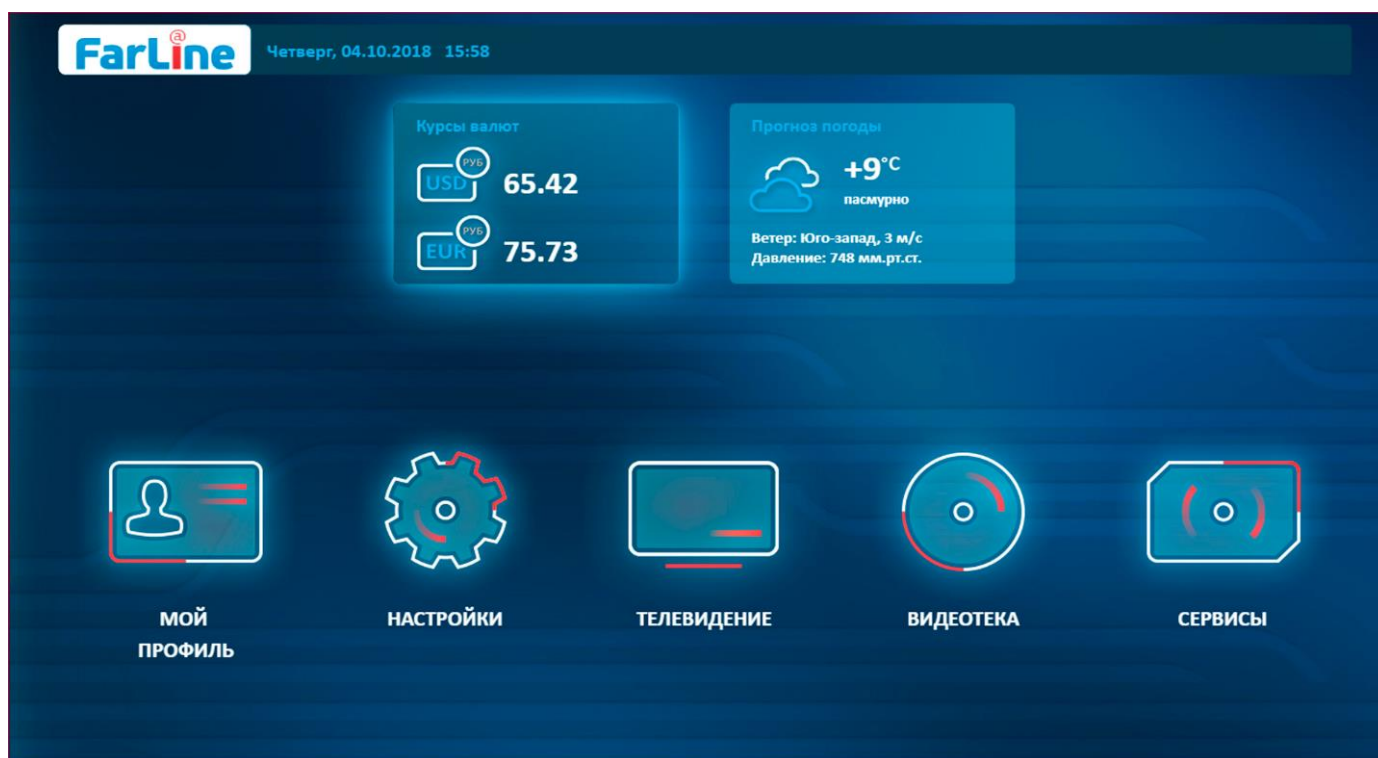 FarLine
@
Четверг, 04.10.2018 15:58
Курсы валют
USD РУБ 65.42
EUR РУБ 75.73
Прогноз погоды
+9°C
пасмурно
Ветер: Юго-запад, 3 м/с
Давление: 748 мм.рт.ст.
МОЙ
ПРОФИЛЬ
НАСТРОЙКИ
ТЕЛЕВИДЕНИЕ
ВИДЕОТЕКА
СЕРВИСЫ